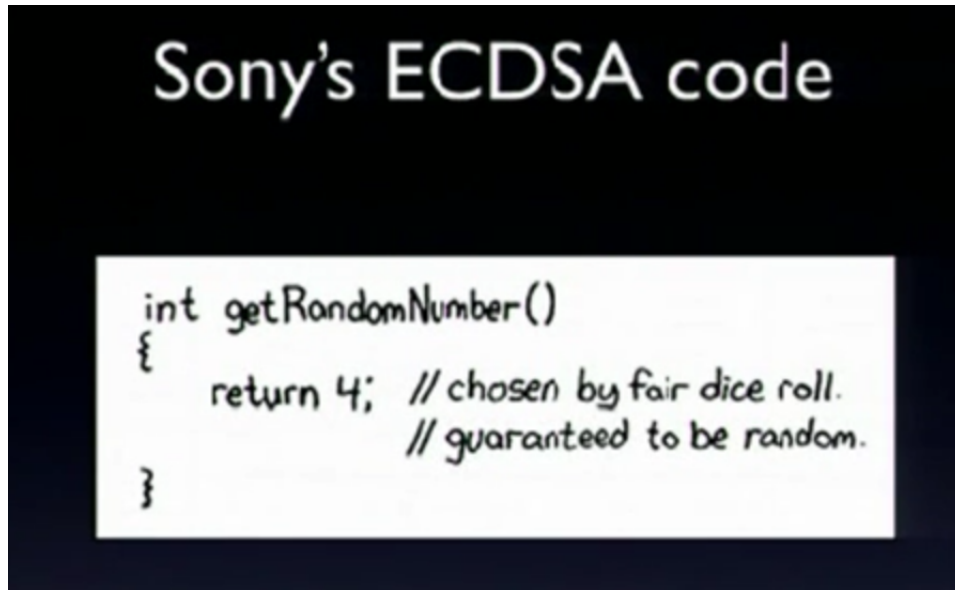 Sony's ECDSA code
int getRandomNumber()
{
return 4; // chosen by fair dice roll.
// guaranteed to be random.
}